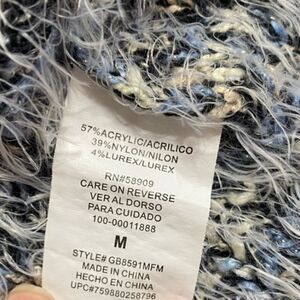 57%ACRYLIC/ACRILICO
39%NYLON/NILON
4%LUREX/LUREX
RN#58909
CARE ON REVERSE
VER AL DORSO
PARA CUIDADO
100-00011888
M
STYLE# GB8591MFM
MADE IN CHINA
HECHO EN CHINA
UPC#759880258796